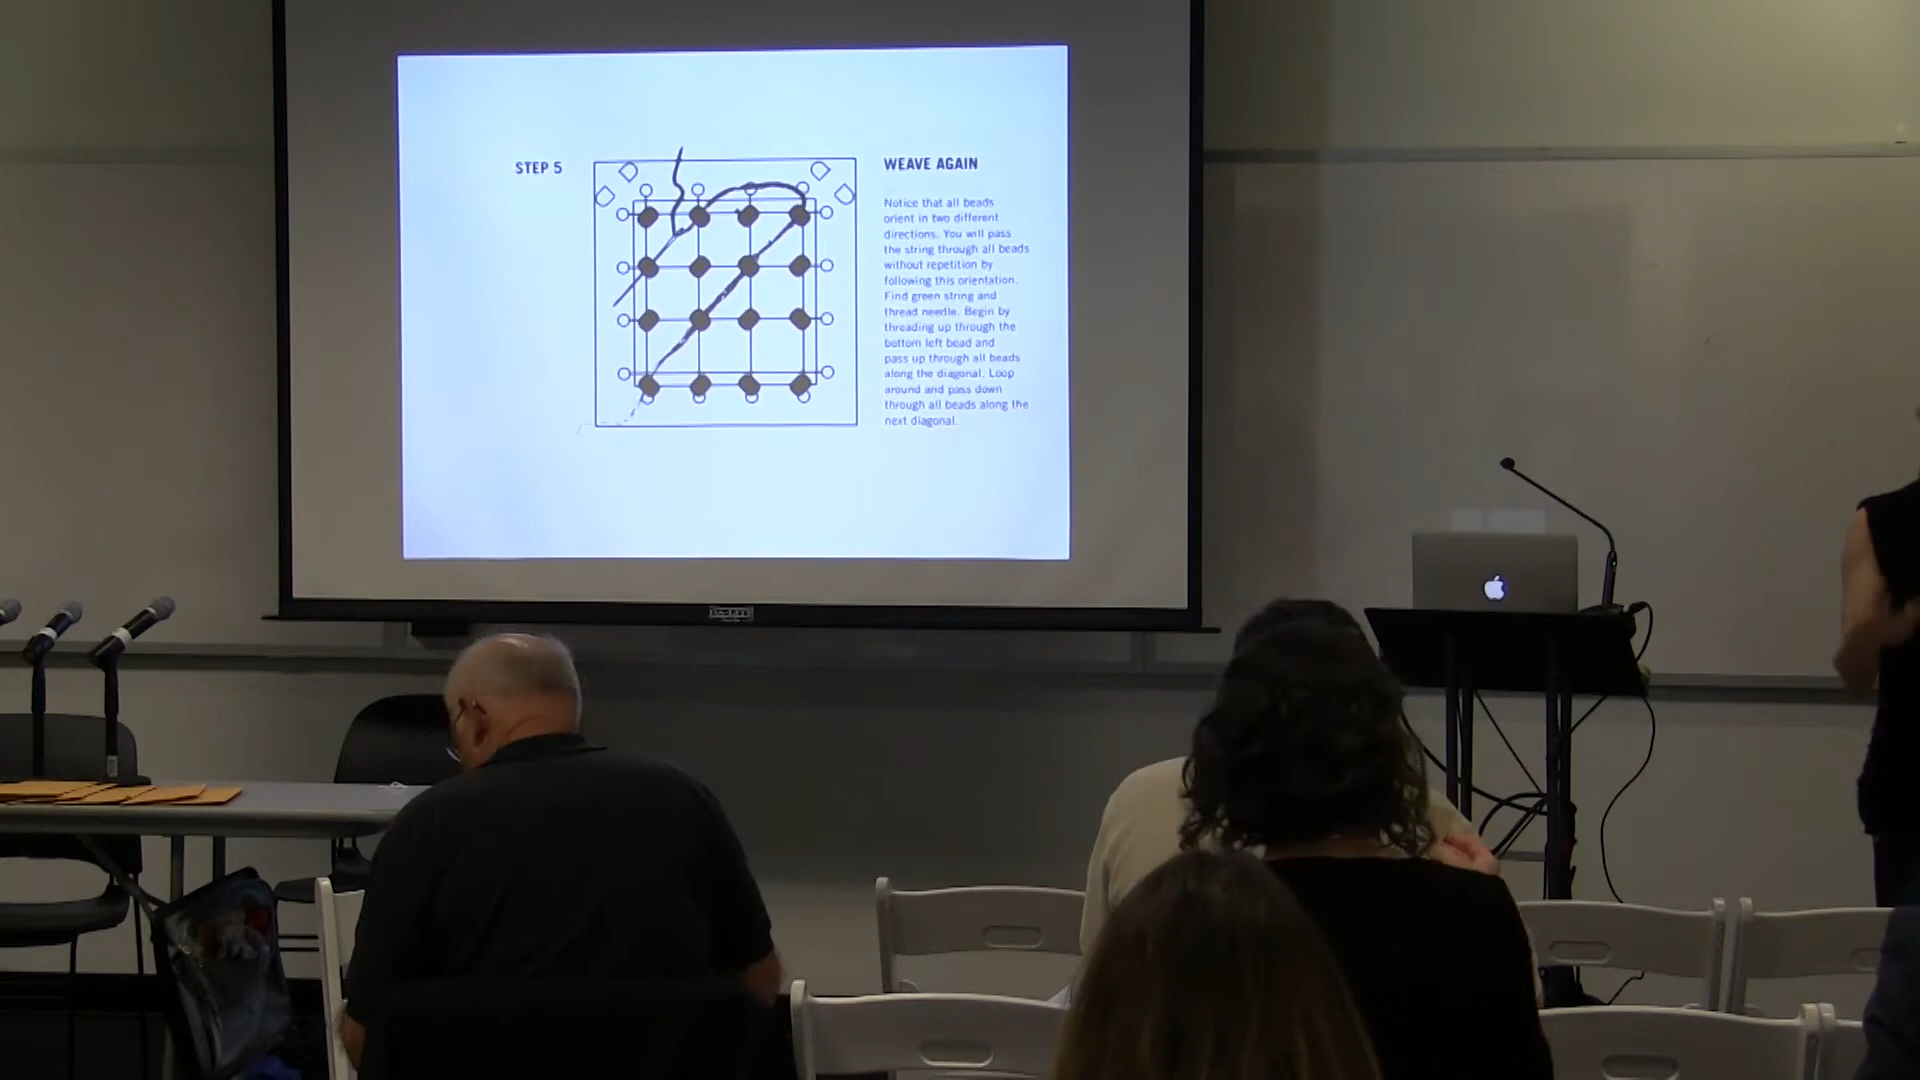 STEP 5
WEAVE AGAIN
Notice that all beads
orient in two different
directions. You will pass
the string through all beads
without repetition by
following this orientation.
Find green string and
thread needle. Begin by
threading up through the
bottom left bead and
pass up through all beads
along the diagonal. Loop
around and pass down
through all beads along the
next diagonal.
DA-LITE